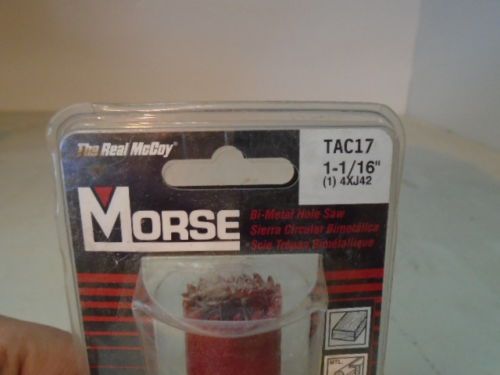 The Real McCoy
TAC17
1-1/16"
(1) 4XJ42
MORSE
Bi-Metal Hole Saw
Sierra Circular Bimetálica
Scie Trépan Bimétallique
MTL